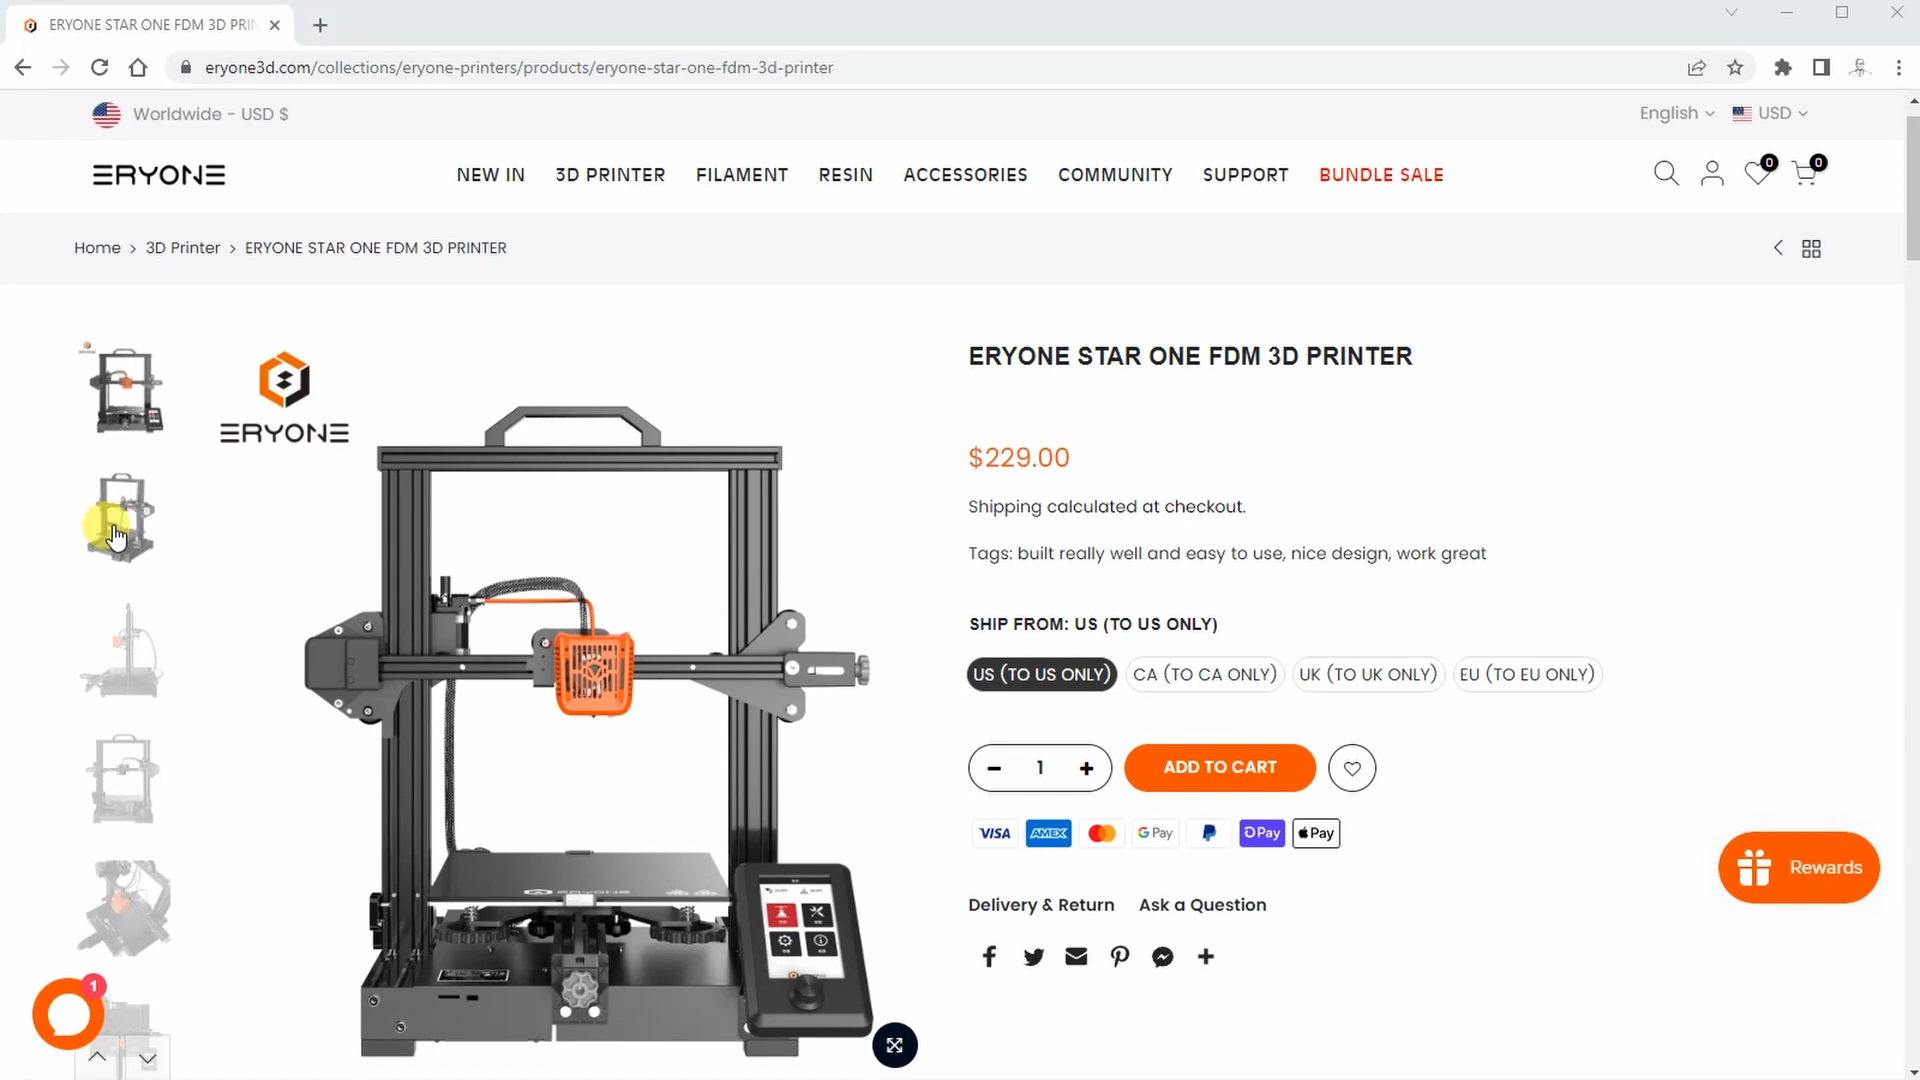 ERYONE STAR ONE FDM 3D PRIN
eryone3d.com/collections/eryone-printers/products/eryone-star-one-fdm-3d-printer
Worldwide - USD $
English
USD
ERYONE
NEW IN
3D PRINTER
FILAMENT
RESIN
ACCESSORIES
COMMUNITY
SUPPORT
BUNDLE SALE
0
0
Home > 3D Printer > ERYONE STAR ONE FDM 3D PRINTER
ERYONE
ERYONE STAR ONE FDM 3D PRINTER
$229.00
Shipping calculated at checkout.
Tags: built really well and easy to use, nice design, work great
SHIP FROM: US (TO US ONLY)
US (TO US ONLY)
CA (TO CA ONLY)
UK (TO UK ONLY)
EU (TO EU ONLY)
1
ADD TO CART
VISA
AMEX
G Pay
Pay
Pay
ERYONE
Rewards
Delivery & Return
Ask a Question
1